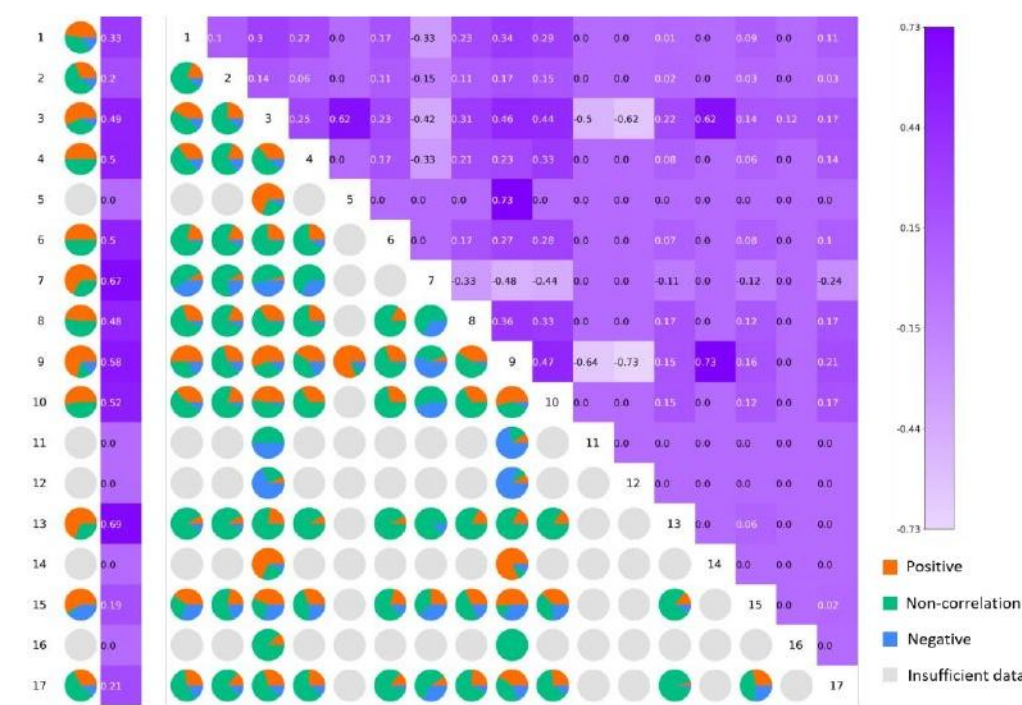 1 0.33 1 0.1 0.3 0.22 0.0 0.17 -0.33 0.23 0.34 0.29 0.0 0.0 0.01 0.0 0.09 0.0 0.11
2 0.2 2 0.14 0.06 0.0 0.11 -0.15 0.11 0.17 0.15 0.0 0.0 0.02 0.0 0.03 0.0 0.03
3 0.49 3 0.25 0.62 0.23 -0.42 0.31 0.46 0.44 -0.5 -0.62 0.22 0.62 0.14 0.12 0.17
4 0.5 4 0.0 0.17 -0.33 0.21 0.23 0.33 0.0 0.0 0.08 0.0 0.06 0.0 0.14
5 0.0 5 0.0 0.0 0.0 0.73 0.0 0.0 0.0 0.0 0.0 0.0 0.0 0.0
6 0.5 6 0.0 0.17 0.27 0.28 0.0 0.0 0.07 0.0 0.08 0.0 0.1
7 0.67 7 -0.33 -0.48 -0.44 0.0 0.0 -0.11 0.0 -0.12 0.0 -0.24
8 0.48 8 0.36 0.33 0.0 0.0 0.17 0.0 0.12 0.0 0.17
9 0.58 9 0.47 -0.64 -0.73 0.15 0.73 0.16 0.0 0.21
10 0.52 10 0.0 0.0 0.15 0.0 0.12 0.0 0.17
11 0.0 11 0.0 0.0 0.0 0.0 0.0 0.0
12 0.0 12 0.0 0.0 0.0 0.0 0.0
13 0.69 13 0.0 0.06 0.0 0.0
14 0.0 14 0.0 0.0 0.0
15 0.19 15 0.0 0.02
16 0.0 16 0.0
17 0.21 17
0.73
0.44
0.15
-0.15
-0.44
-0.73
Positive
Non-correlation
Negative
Insufficient data